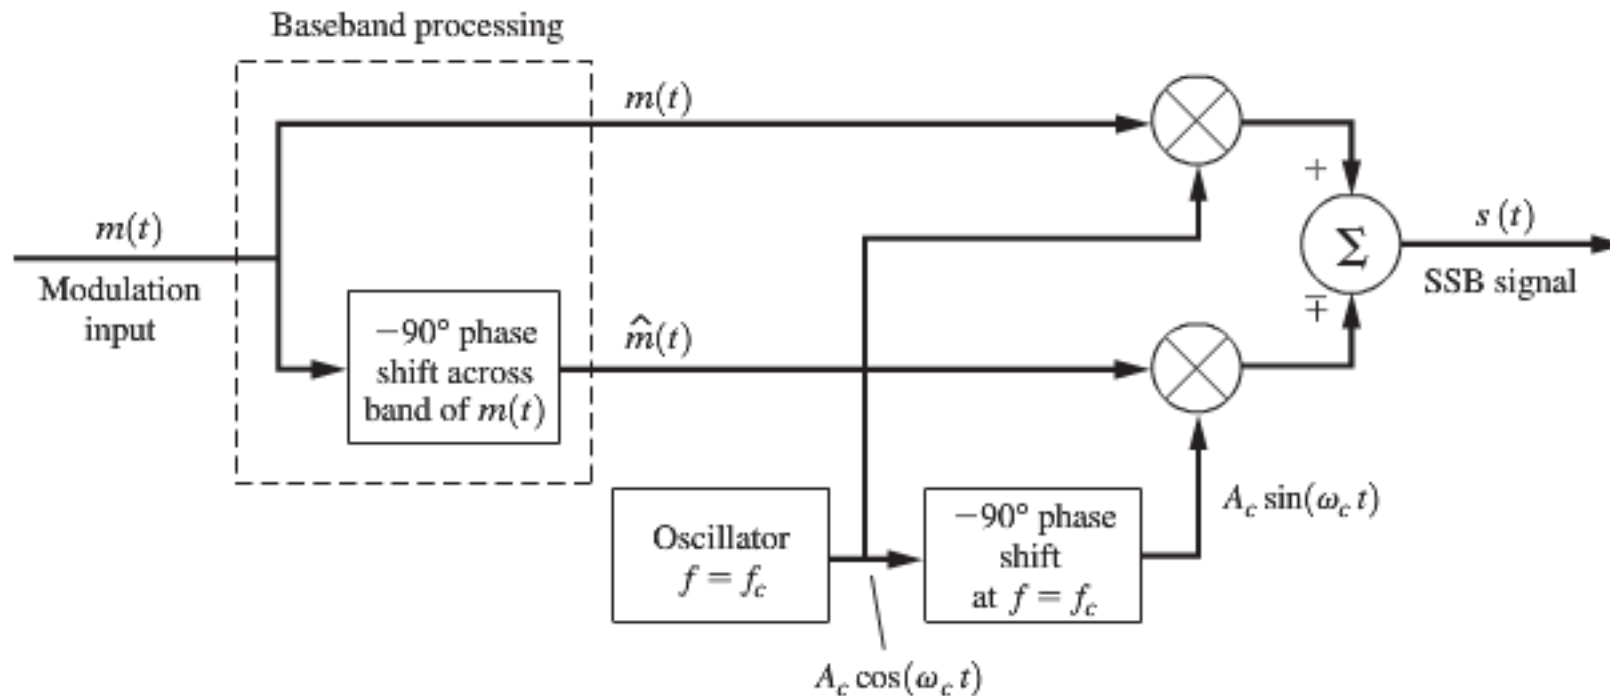 Baseband processing
m(t)
m(t)
Modulation
input
−90° phase
shift across
band of m(t)
m̂(t)
+
∓
Σ
s (t)
SSB signal
Oscillator
f = f_c
−90° phase
shift
at f = f_c
A_c sin(ω_c t)
A_c cos(ω_c t)